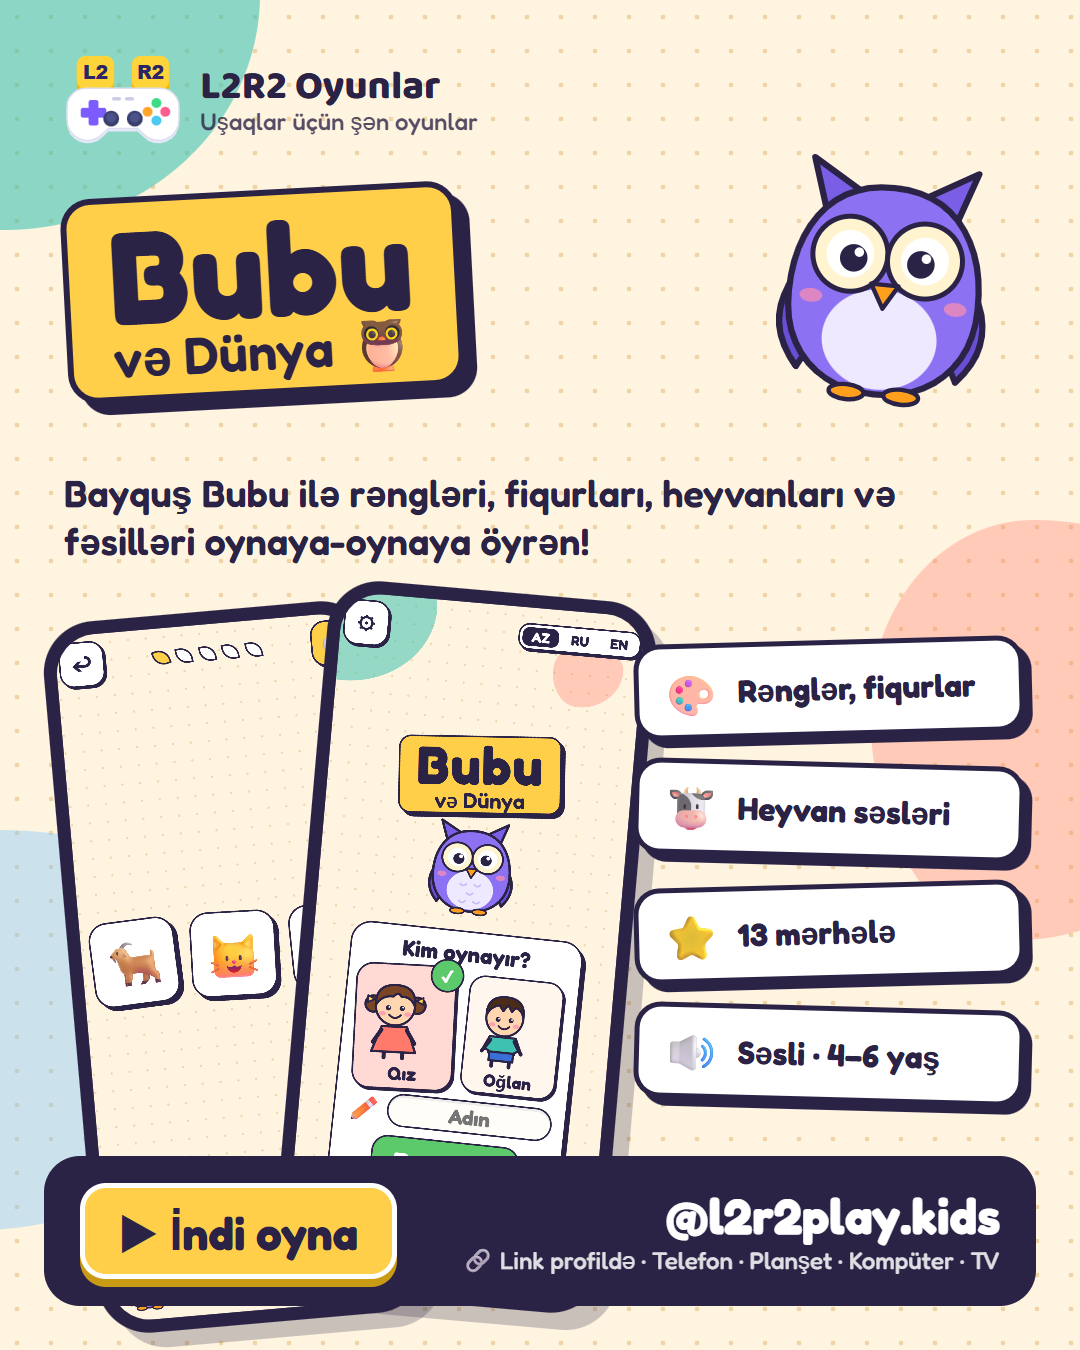 L2 R2
L2R2 Oyunlar
Uşaqlar üçün şən oyunlar
Bubu
və Dünya
Bayquş Bubu ilə rəngləri, fiqurları, heyvanları və
fəsilləri oynaya-oynaya öyrən!
AZ RU EN
Bubu
və Dünya
Kim oynayır?
Qız
Oğlan
Adın
Rənglər, fiqurlar
Heyvan səsləri
13 mərhələ
Səsli · 4–6 yaş
▶ İndi oyna
@l2r2play.kids
Link profildə · Telefon · Planşet · Kompüter · TV